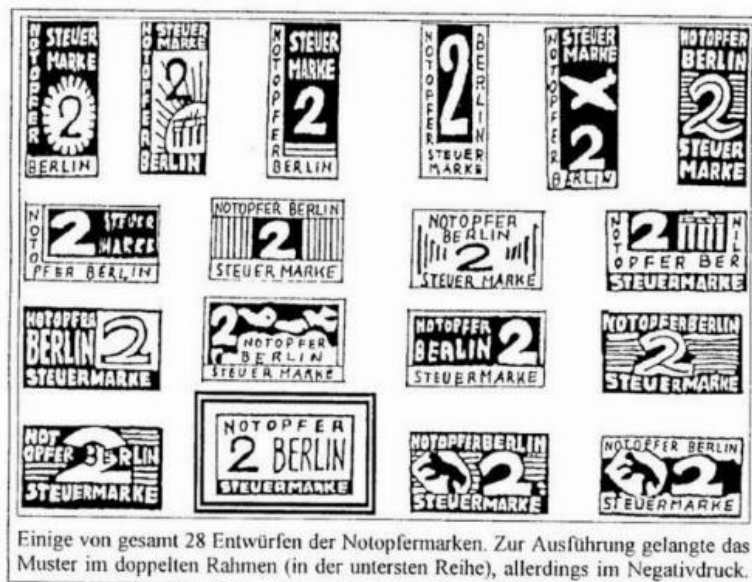 NOTOPFER
STEUER
MARKE
2
BERLIN
NOTOPFER
STEUER
MARKE
2
BERLIN
NOTOPFER
STEUER
MARKE
2
BERLIN
NOTOPFER
2
BERLIN
STEUER
MARKE
NOTOPFER
STEUER
MARKE
2
BERLIN
NOTOPFER
BERLIN
2
STEUER
MARKE
NOTO
2 STEUER
MARKE
PFER BERLIN
NOTOPFER BERLIN
2
STEUER MARKE
NOTOPFER
BERLIN
2
STEUER MARKE
NOT
2
NIL
OPFER BER
STEUERMARKE
NOTOPFER
BERLIN 2
STEUERMARKE
2
NOTOPFER
BERLIN
STEUER MARKE
NOTOPFER
BERLIN 2
STEUERMARKE
NOTOPFERBERLIN
2
STEUERMARKE
NOT
OPFER BERLIN
2
STEUERMARKE
NOTOPFER
2 BERLIN
STEUERMARKE
NOTOPFERBERLIN
2
STEUERMARKE
NOTOPFER BERLIN
2
STEUERMARKE
Einige von gesamt 28 Entwürfen der Notopfermarken. Zur Ausführung gelangte das
Muster im doppelten Rahmen (in der untersten Reihe), allerdings im Negativdruck.